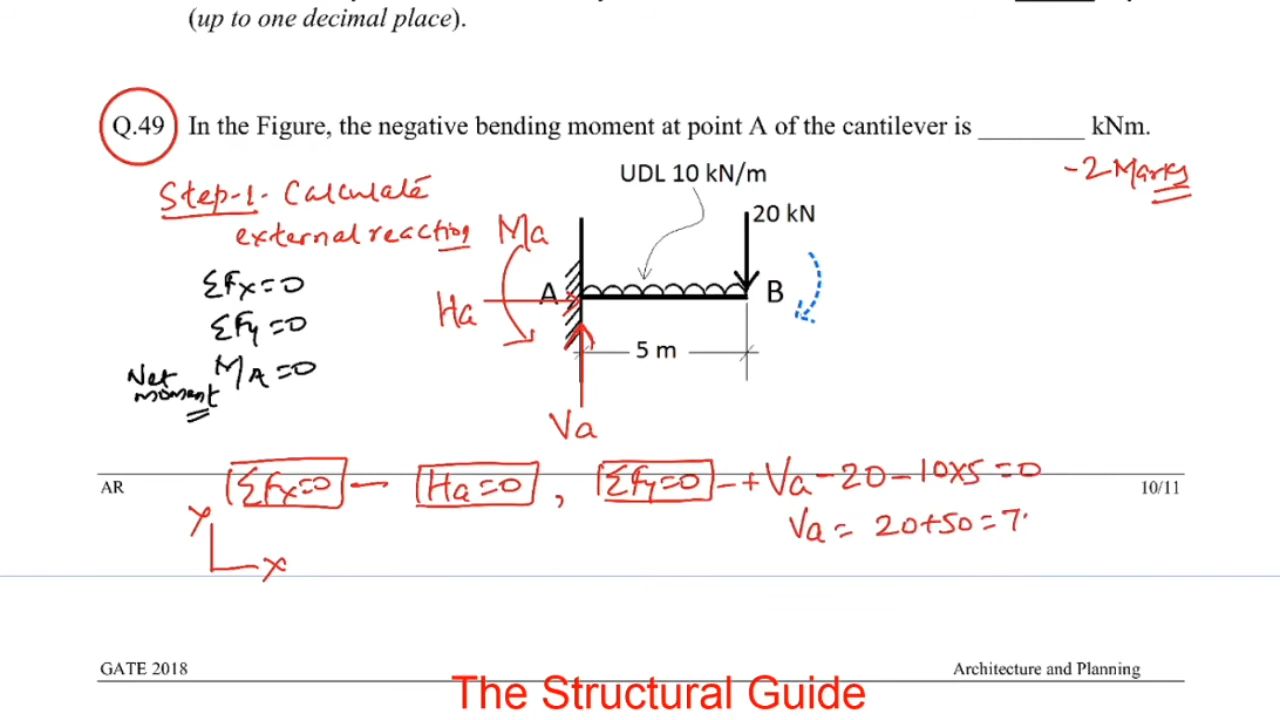 (up to one decimal place).
Q.49 In the Figure, the negative bending moment at point A of the cantilever is ________ kNm.
-2 Marks
Step-1. Calculate
external reaction
UDL 10 kN/m
20 kN
Ma
A
B
Ha
5 m
Va
ΣFx=0
ΣFy=0
Net moment MA=0
AR
ΣFx=0 — Ha=0 , ΣFy=0 - + Va-20-10x5=0
10/11
Va= 20+50=7
Y
x
GATE 2018
Architecture and Planning
The Structural Guide